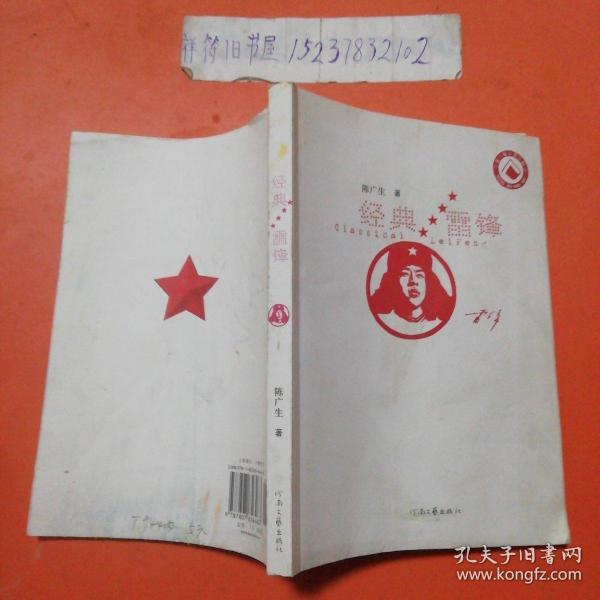 祥符旧书屋 15237832102
陈广生 著
经典 雷锋
Classical LeiFeng
河南文艺出版社
经典 雷锋
陈广生 著
河南文艺出版社
孔夫子旧书网
www.kongfz.com